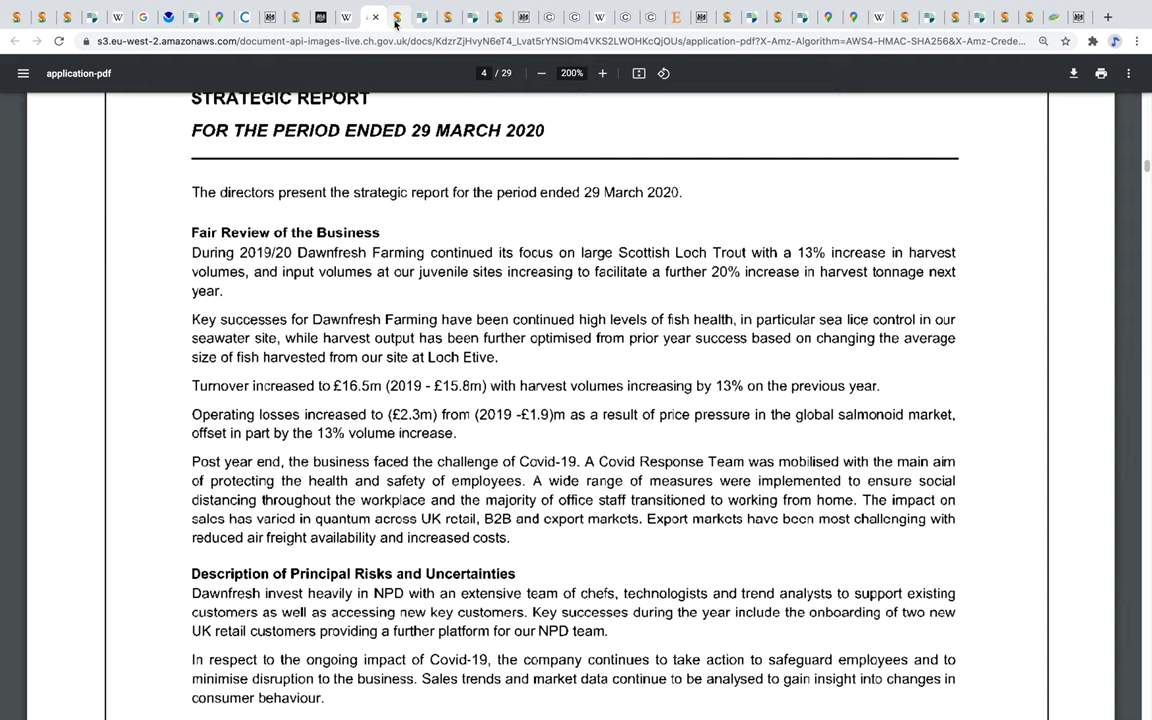 s3.eu-west-2.amazonaws.com/document-api-images-live.ch.gov.uk/docs/KdzrZjHvyN6eT4_Lvat5rYNSiOm4VKS2LWOHKcQjOUs/application-pdf?X-Amz-Algorithm=AWS4-HMAC-SHA256&X-Amz-Crede...
application-pdf
4 / 29
200%
STRATEGIC REPORT
FOR THE PERIOD ENDED 29 MARCH 2020
The directors present the strategic report for the period ended 29 March 2020.
Fair Review of the Business
During 2019/20 Dawnfresh Farming continued its focus on large Scottish Loch Trout with a 13% increase in harvest
volumes, and input volumes at our juvenile sites increasing to facilitate a further 20% increase in harvest tonnage next
year.
Key successes for Dawnfresh Farming have been continued high levels of fish health, in particular sea lice control in our
seawater site, while harvest output has been further optimised from prior year success based on changing the average
size of fish harvested from our site at Loch Etive.
Turnover increased to £16.5m (2019 - £15.8m) with harvest volumes increasing by 13% on the previous year.
Operating losses increased to (£2.3m) from (2019 -£1.9)m as a result of price pressure in the global salmonoid market,
offset in part by the 13% volume increase.
Post year end, the business faced the challenge of Covid-19. A Covid Response Team was mobilised with the main aim
of protecting the health and safety of employees. A wide range of measures were implemented to ensure social
distancing throughout the workplace and the majority of office staff transitioned to working from home. The impact on
sales has varied in quantum across UK retail, B2B and export markets. Export markets have been most challenging with
reduced air freight availability and increased costs.
Description of Principal Risks and Uncertainties
Dawnfresh invest heavily in NPD with an extensive team of chefs, technologists and trend analysts to support existing
customers as well as accessing new key customers. Key successes during the year include the onboarding of two new
UK retail customers providing a further platform for our NPD team.
In respect to the ongoing impact of Covid-19, the company continues to take action to safeguard employees and to
minimise disruption to the business. Sales trends and market data continue to be analysed to gain insight into changes in
consumer behaviour.